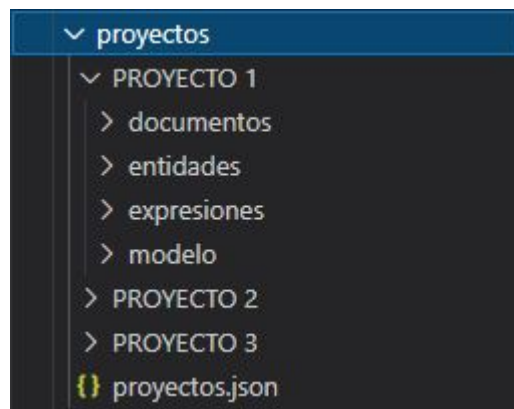 proyectos
PROYECTO 1
documentos
entidades
expresiones
modelo
PROYECTO 2
PROYECTO 3
{} proyectos.json